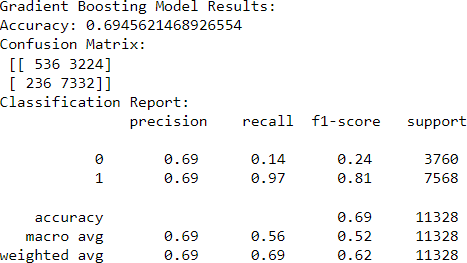 Gradient Boosting Model Results:
Accuracy: 0.6945621468926554
Confusion Matrix:
[[ 536 3224]
[ 236 7332]]
Classification Report:
precision recall f1-score support
0 0.69 0.14 0.24 3760
1 0.69 0.97 0.81 7568
accuracy 0.69 11328
macro avg 0.69 0.56 0.52 11328
weighted avg 0.69 0.69 0.62 11328